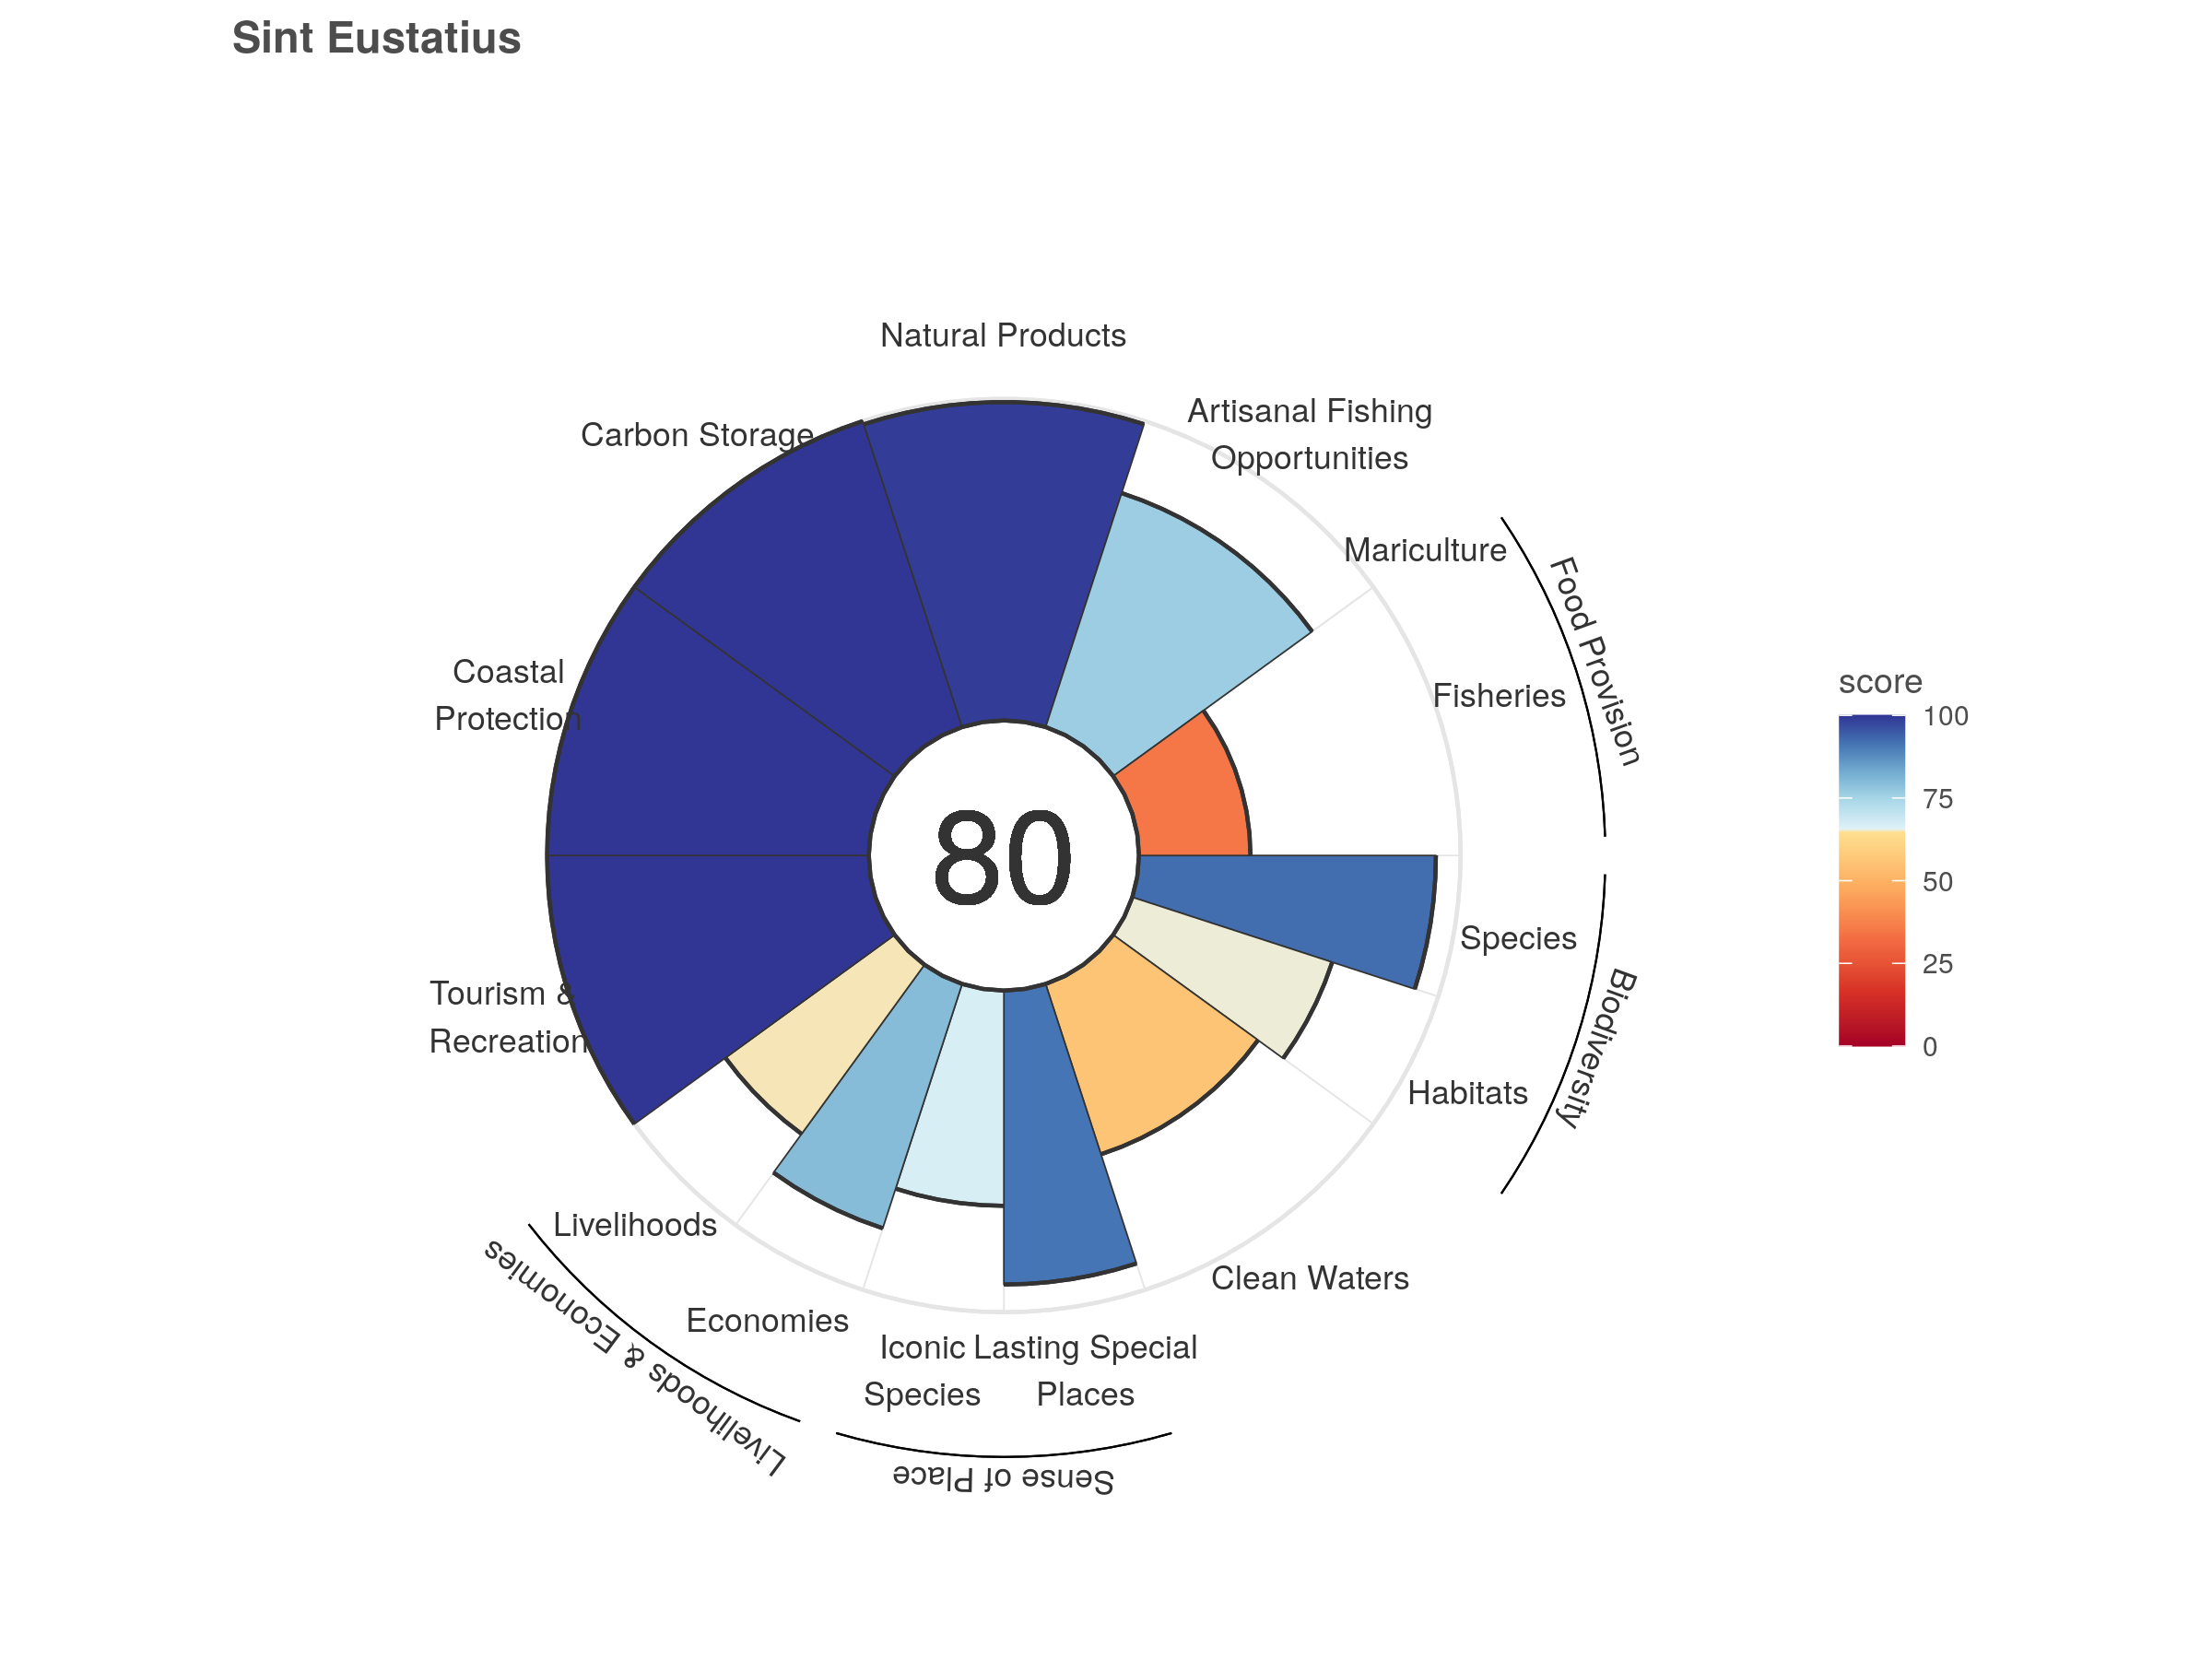 Sint Eustatius
Natural Products
Artisanal Fishing
Opportunities
Carbon Storage
Mariculture
Food Provision
Fisheries
Coastal
Protection
score
100
75
50
25
0
80
Species
Biodiversity
Tourism &
Recreation
Habitats
Livelihoods
Clean Waters
Economies
Livelihoods & Economies
Iconic
Species
Lasting Special
Places
Sense of Place